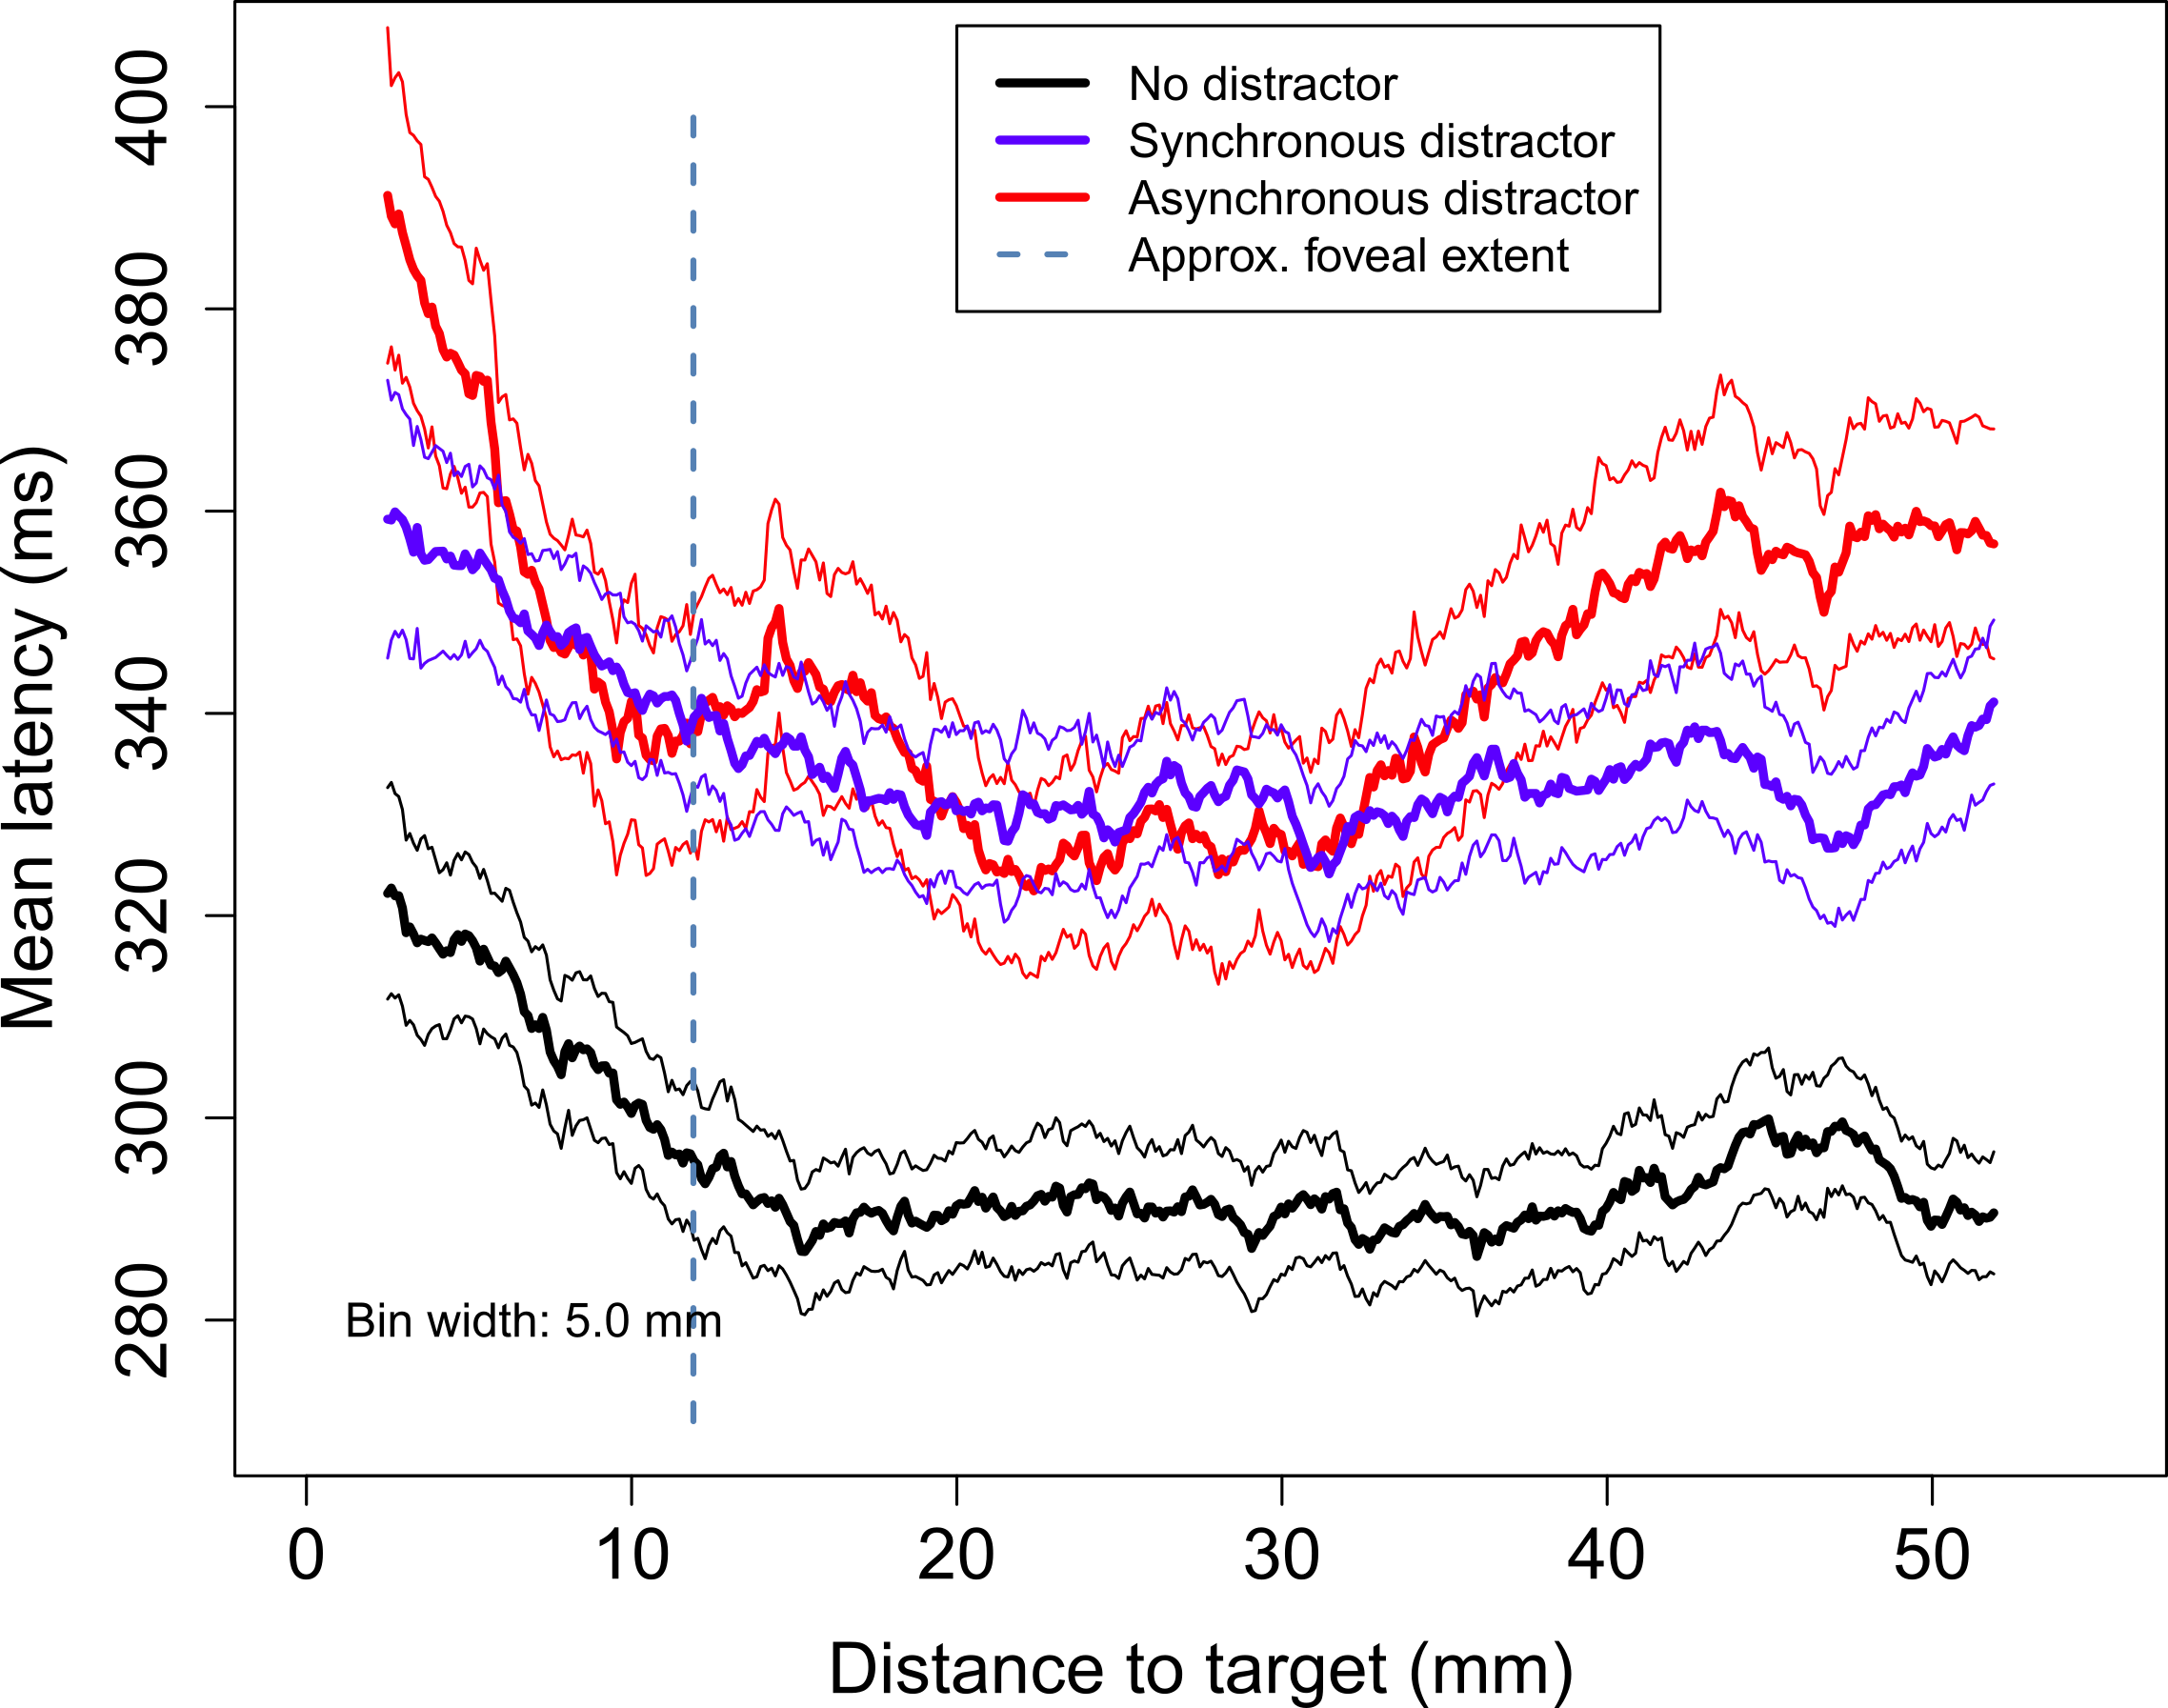 No distractor
Synchronous distractor
Asynchronous distractor
Approx. foveal extent
Mean latency (ms)
400
380
360
340
320
300
280
Bin width: 5.0 mm
0 10 20 30 40 50
Distance to target (mm)